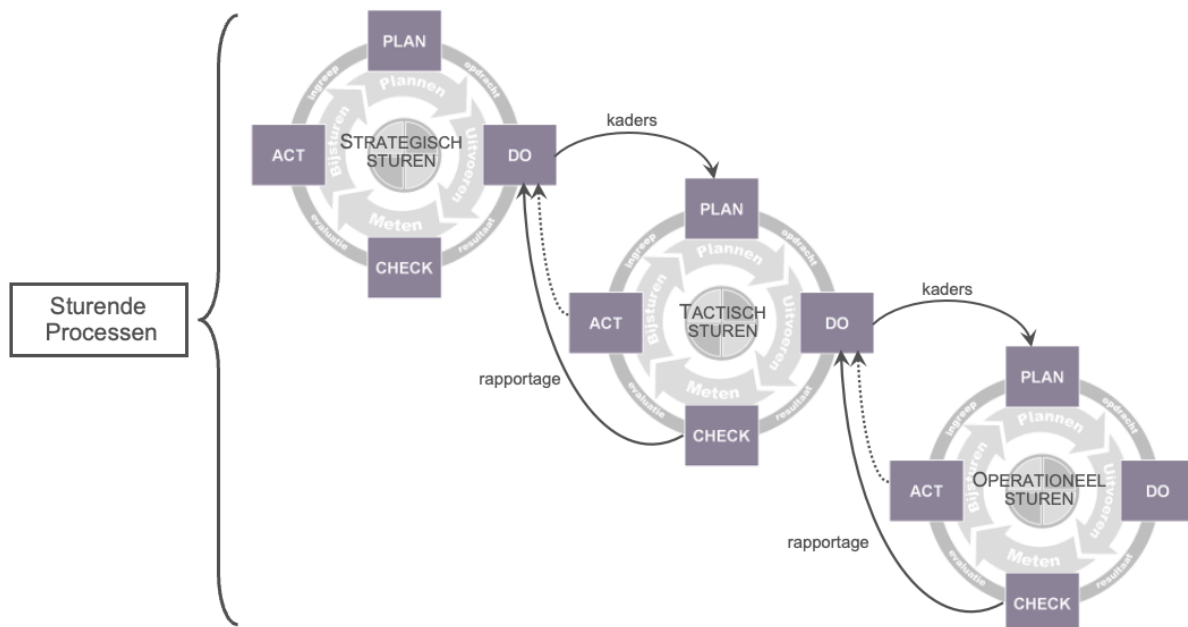 Sturende
Processen
PLAN
ingreep
opdracht
Plannen
ACT
Bijsturen
STRATEGISCH
STUREN
Uitvoeren
DO
Meten
evaluatie
resultaat
CHECK
kaders
rapportage
PLAN
ingreep
opdracht
Plannen
ACT
Bijsturen
TACTISCH
STUREN
Uitvoeren
DO
Meten
evaluatie
resultaat
CHECK
kaders
rapportage
PLAN
ingreep
opdracht
Plannen
ACT
Bijsturen
OPERATIONEEL
STUREN
Uitvoeren
DO
Meten
evaluatie
resultaat
CHECK